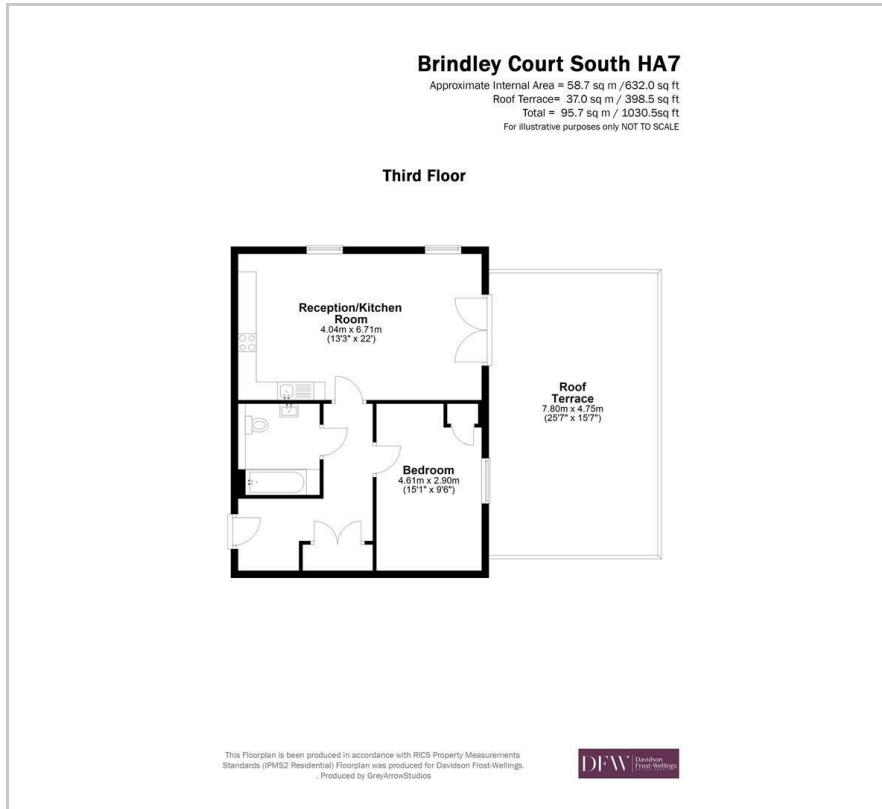 Brindley Court South HA7
Approximate Internal Area = 58.7 sq m /632.0 sq ft
Roof Terrace= 37.0 sq m / 398.5 sq ft
Total = 95.7 sq m / 1030.5sq ft
For illustrative purposes only NOT TO SCALE
Third Floor
Reception/Kitchen
Room
4.04m x 6.71m
(13'3" x 22')
Roof
Terrace
7.80m x 4.75m
(25'7" x 15'7")
Bedroom
4.61m x 2.90m
(15'1" x 9'6")
This Floorplan is been produced in accordance with RICS Property Measurements
Standards (IPMS2 Residential) Floorplan was produced for Davidson Frost-Wellings.
. Produced by GreyArrowStudios
DFW Davidson
Frost-Wellings